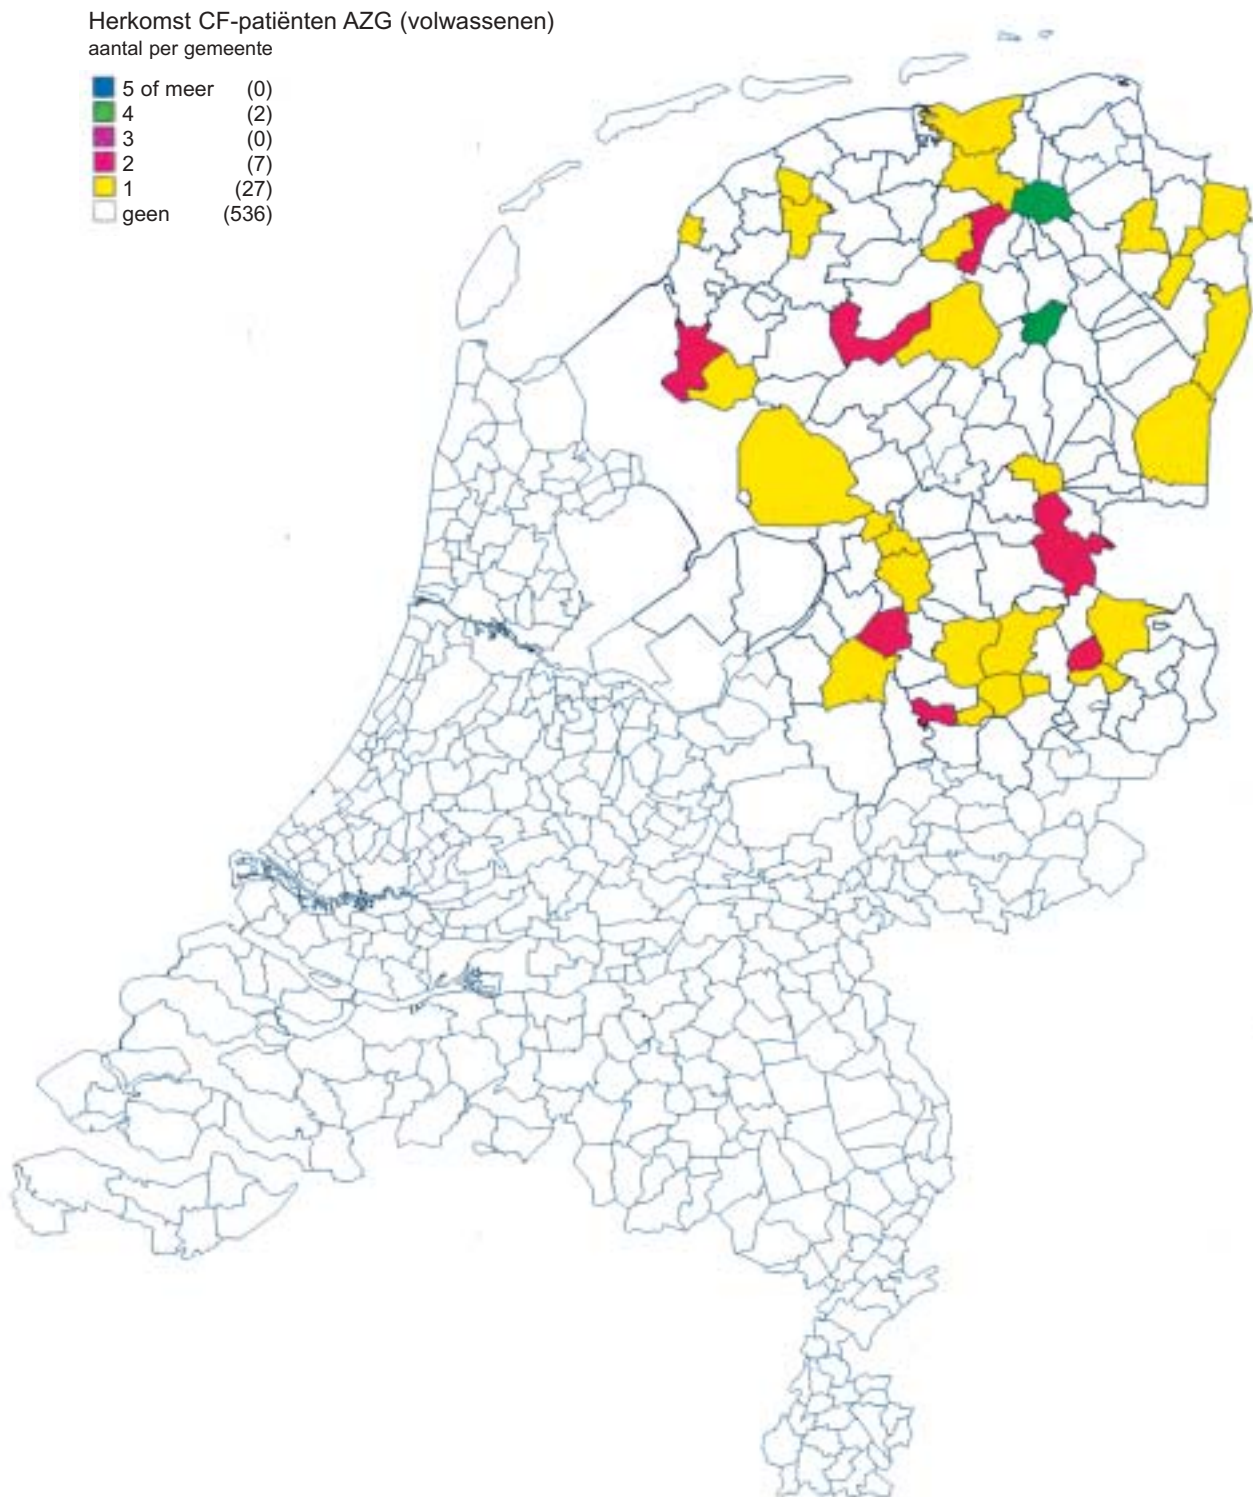 Herkomst CF-patiënten AZG (volwassenen)
aantal per gemeente
5 of meer (0)
4 (2)
3 (0)
2 (7)
1 (27)
geen (536)